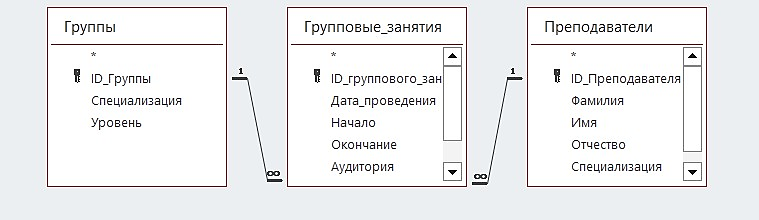 Группы
*
ID_Группы
Специализация
Уровень
1
∞
Групповые_занятия
*
ID_группового_зан
Дата_проведения
Начало
Окончание
Аудитория
1
∞
Преподаватели
*
ID_Преподавателя
Фамилия
Имя
Отчество
Специализация